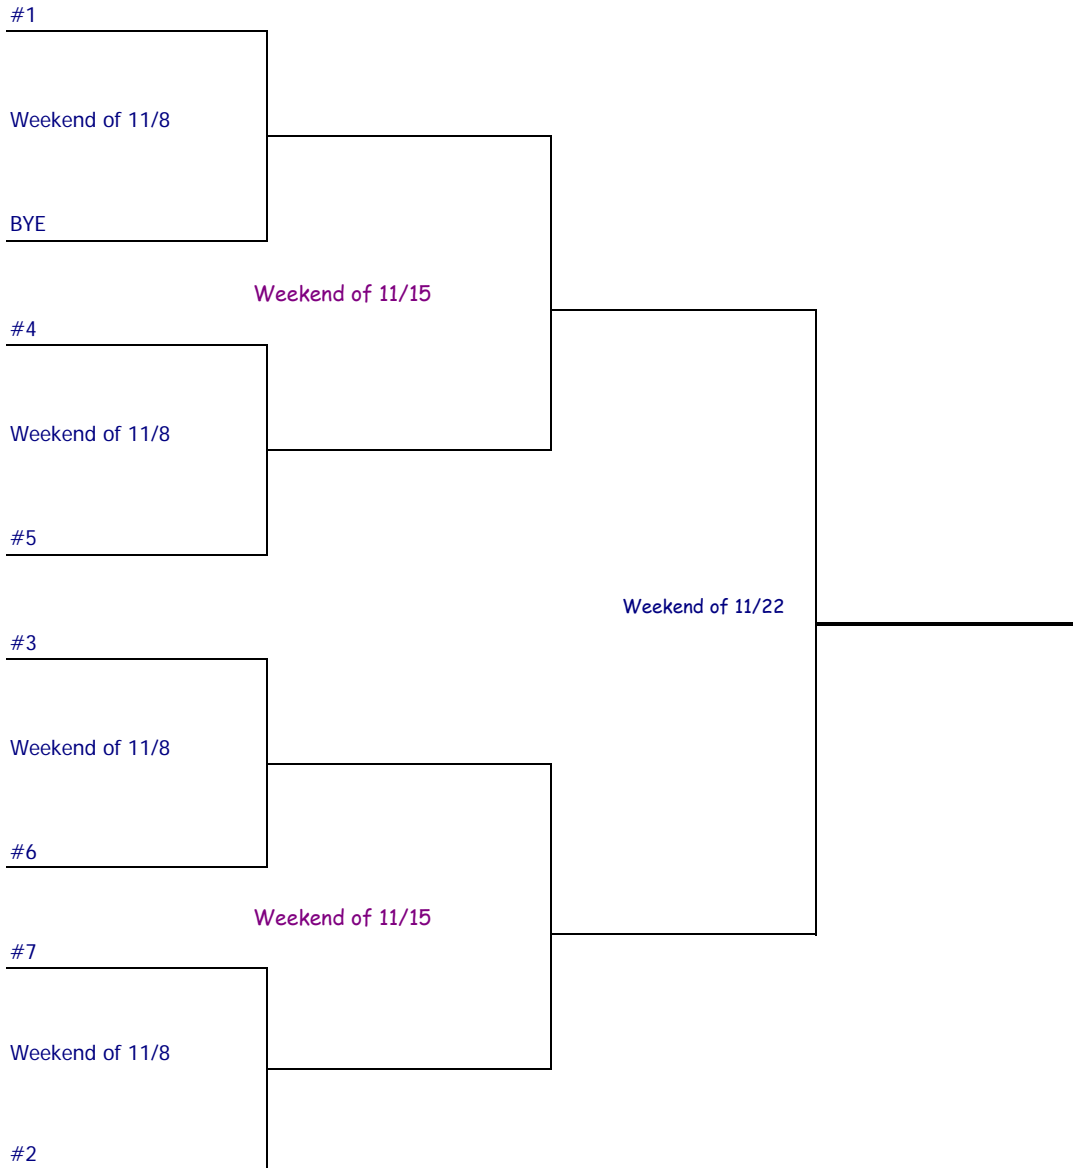 #1
Weekend of 11/8
BYE
Weekend of 11/15
#4
Weekend of 11/8
#5
Weekend of 11/22
#3
Weekend of 11/8
#6
Weekend of 11/15
#7
Weekend of 11/8
#2